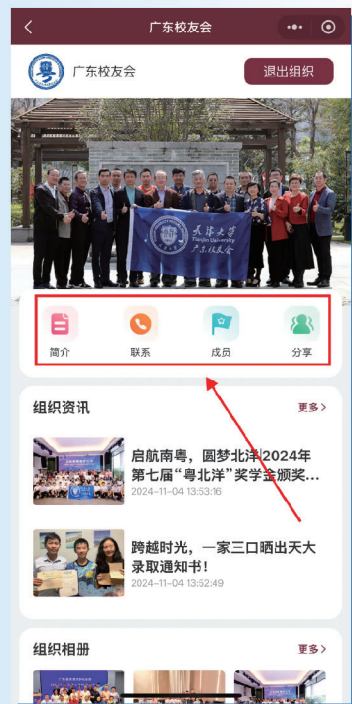 广东校友会
广东校友会
退出组织
天津大学
Tianjin University
广东校友会
简介
联系
成员
分享
组织资讯
更多>
启航南粤，圆梦北洋|2024年
第七届“粤北洋”奖学金颁奖...
2024-11-04 13:53:16
跨越时光，一家三口晒出天大
录取通知书！
2024-11-04 13:52:49
组织相册
更多>